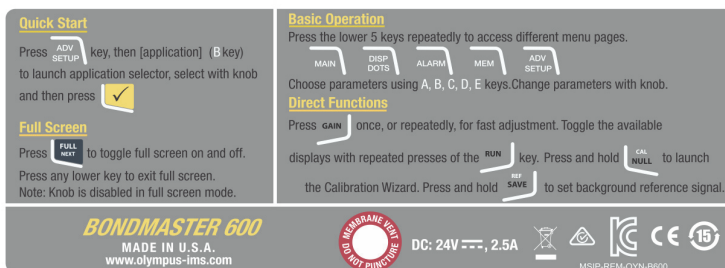 Quick Start
Press ADV SETUP key, then [application] (B key)
to launch application selector, select with knob
and then press
Full Screen
Press FULL NEXT to toggle full screen on and off.
Press any lower key to exit full screen.
Note: Knob is disabled in full screen mode.
Basic Operation
Press the lower 5 keys repeatedly to access different menu pages.
MAIN DISP DOTS ALARM MEM ADV SETUP
Choose parameters using A, B, C, D, E keys.Change parameters with knob.
Direct Functions
Press GAIN once, or repeatedly, for fast adjustment. Toggle the available
displays with repeated presses of the RUN key. Press and hold CAL NULL to launch
the Calibration Wizard. Press and hold REF SAVE to set background reference signal.
BONDMASTER 600
MADE IN U.S.A.
www.olympus-ims.com
MEMBRANE VENT
DO NOT PUNCTURE
DC: 24V ⎓, 2.5A
CE
15
MSIP-REM-OYN-B600